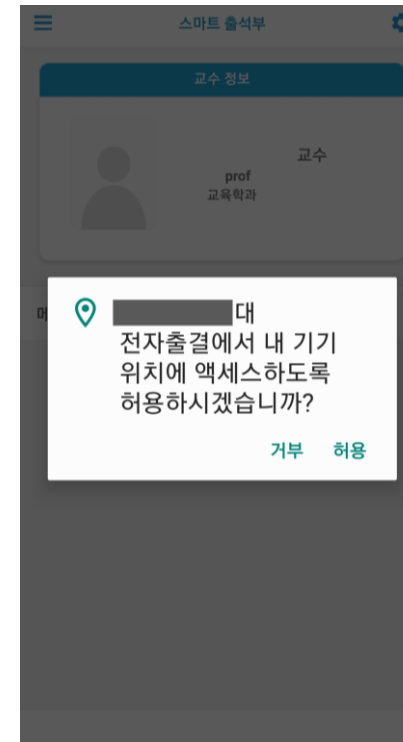 스마트 출석부
교수 정보
교수
prof
교육학과
대
전자출결에서 내 기기
위치에 액세스하도록
허용하시겠습니까?
거부 허용